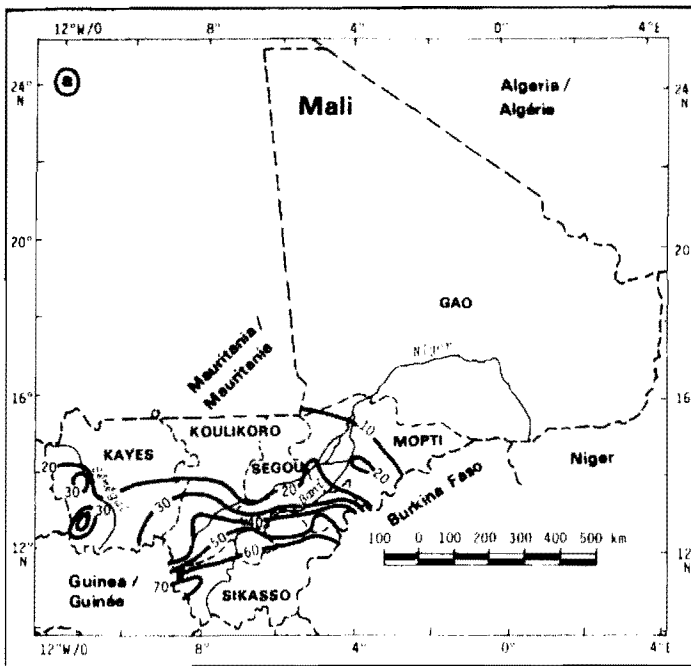 12°W/O 8° 4° 0° 4°E
24°
N
24°
N
ⓐ
Mali
Algeria /
Algérie
20°
20°
GAO
Mauritania /
Mauritanie
Niger
16°
16°
KOULIKORO
10
KAYES
MOPTI
SEGOU
20
Niger
20
20
30
30
30
Bani
Burkina Faso
40
50
60
70
100 0 100 200 300 400 500 km
12°
N
12°
N
Guinea /
Guinée
SIKASSO
12°W/O 8° 4° 0° 4°E